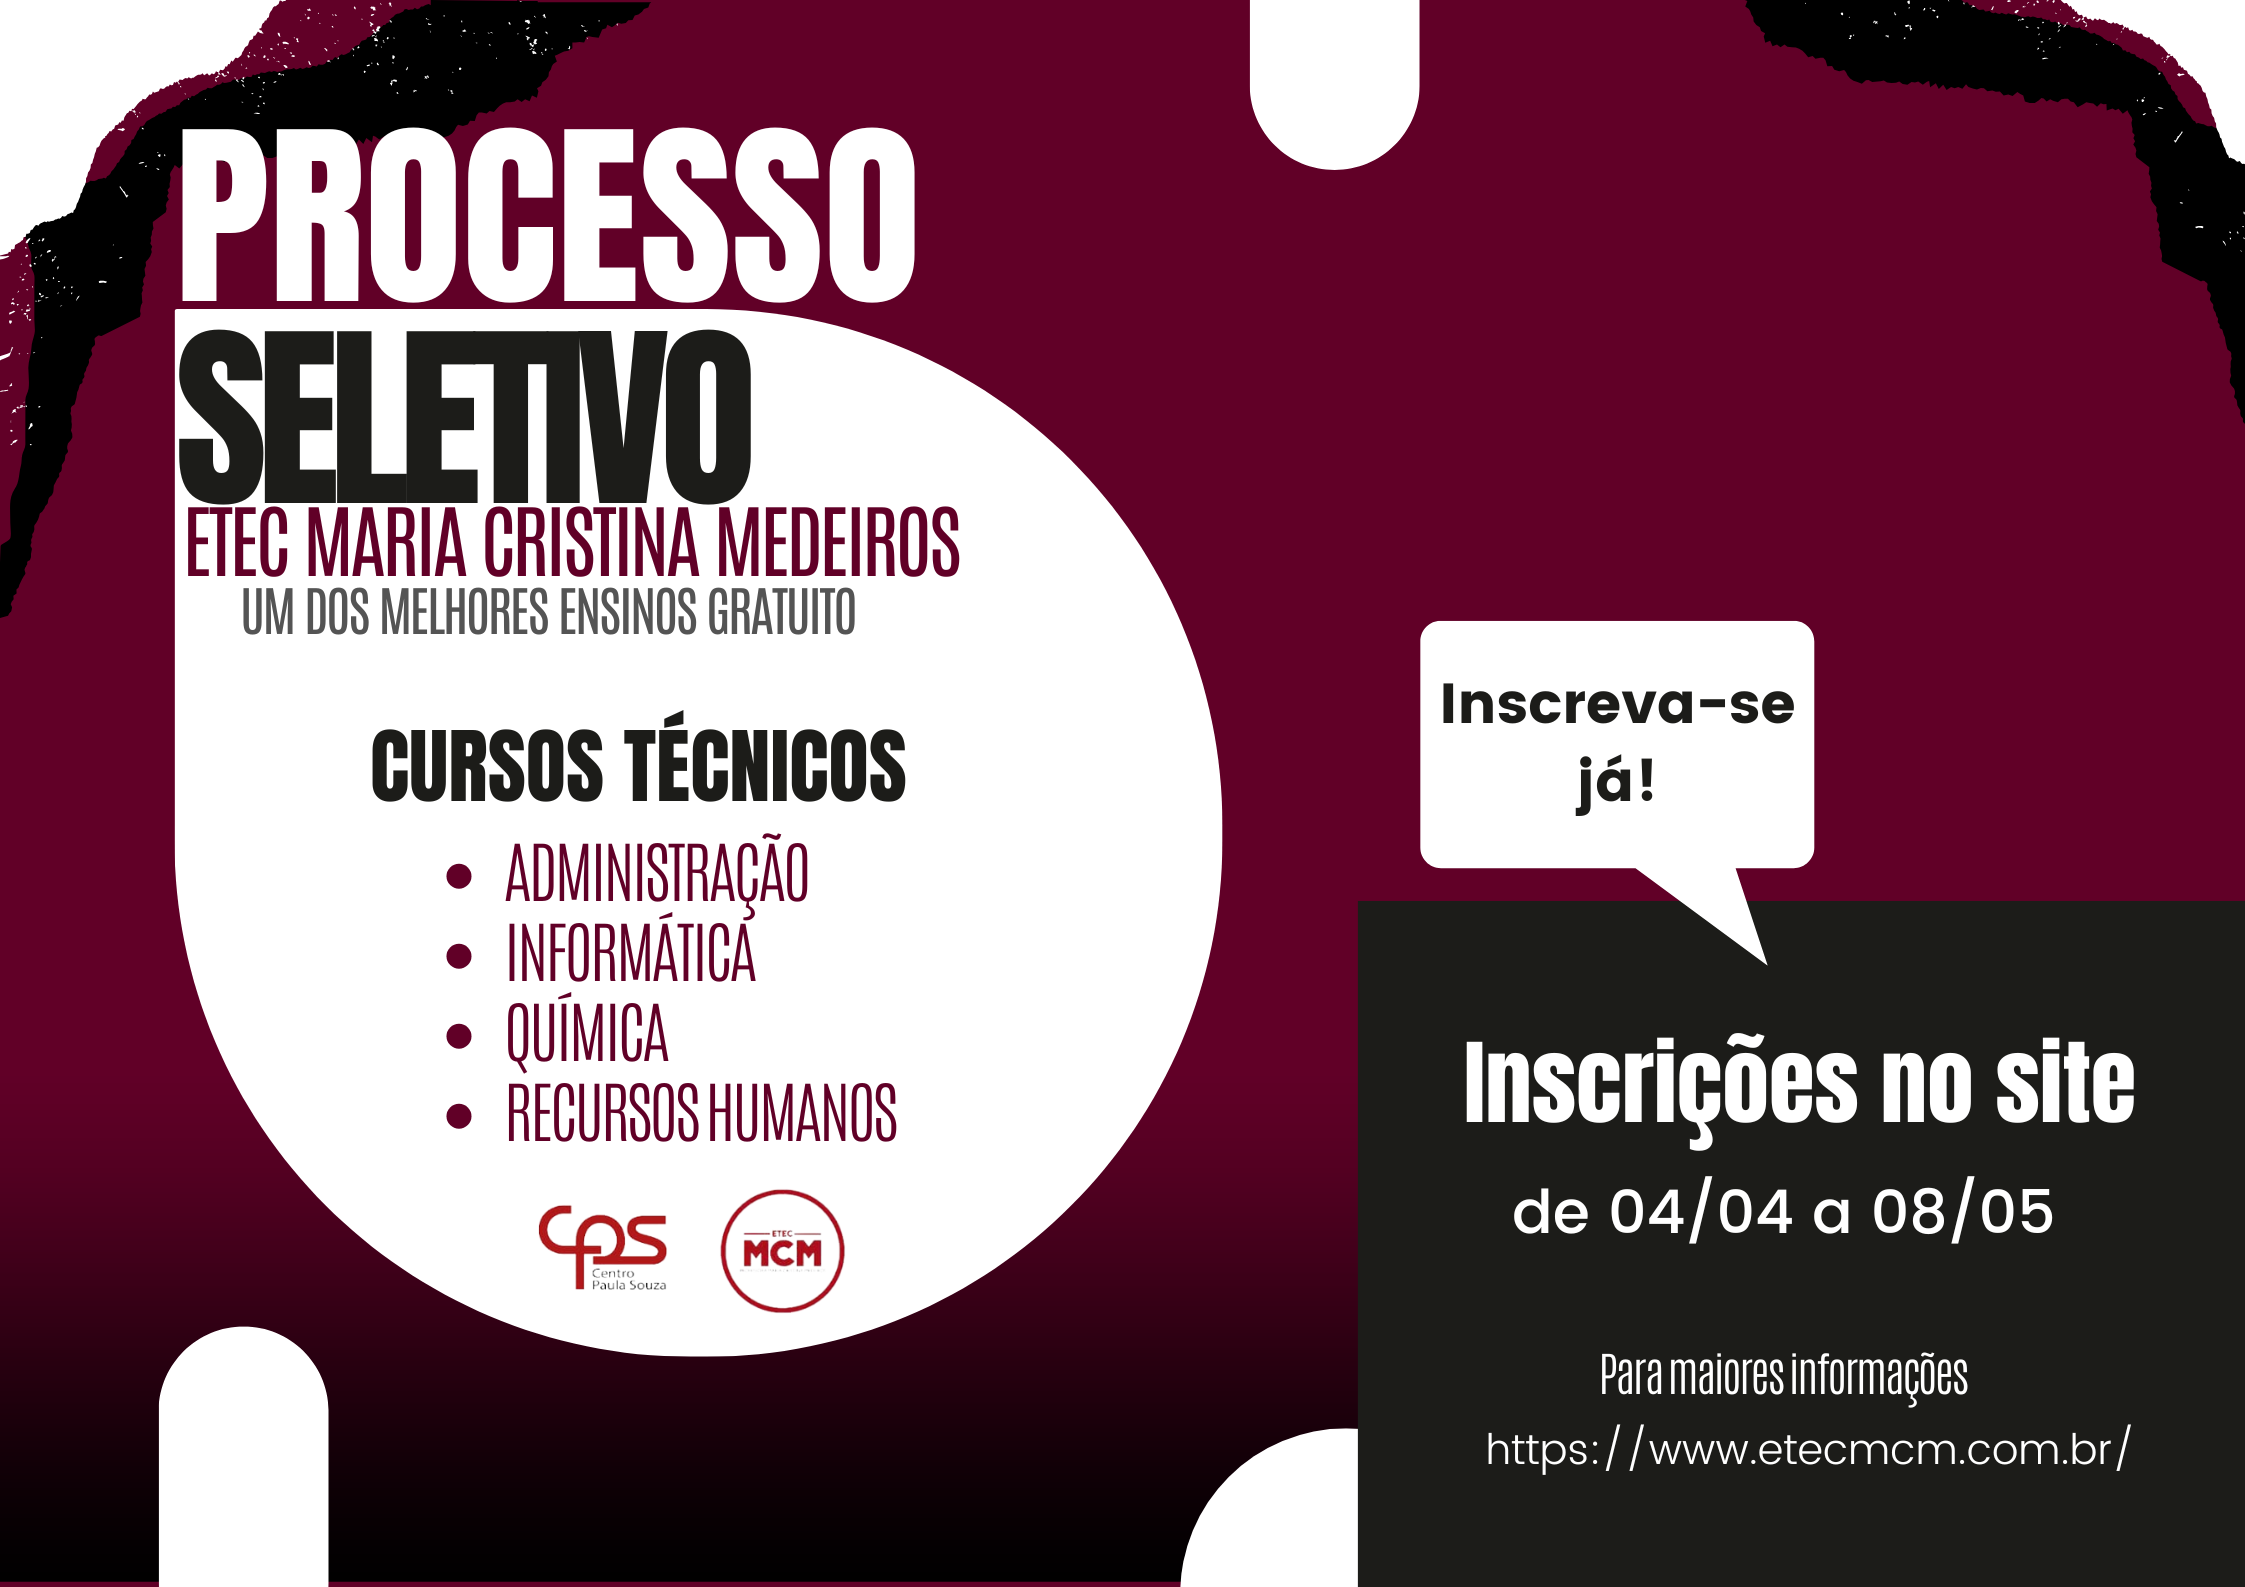 PROCESSO
SELETIVO
ETEC MARIA CRISTINA MEDEIROS
UM DOS MELHORES ENSINOS GRATUITO
CURSOS TÉCNICOS
• ADMINISTRAÇÃO
• INFORMÁTICA
• QUÍMICA
• RECURSOS HUMANOS
cps
Centro
Paula Souza
ETEC
MCM
Inscreva-se
já!
Inscrições no site
de 04/04 a 08/05
Para maiores informações
https://www.etecmcm.com.br/